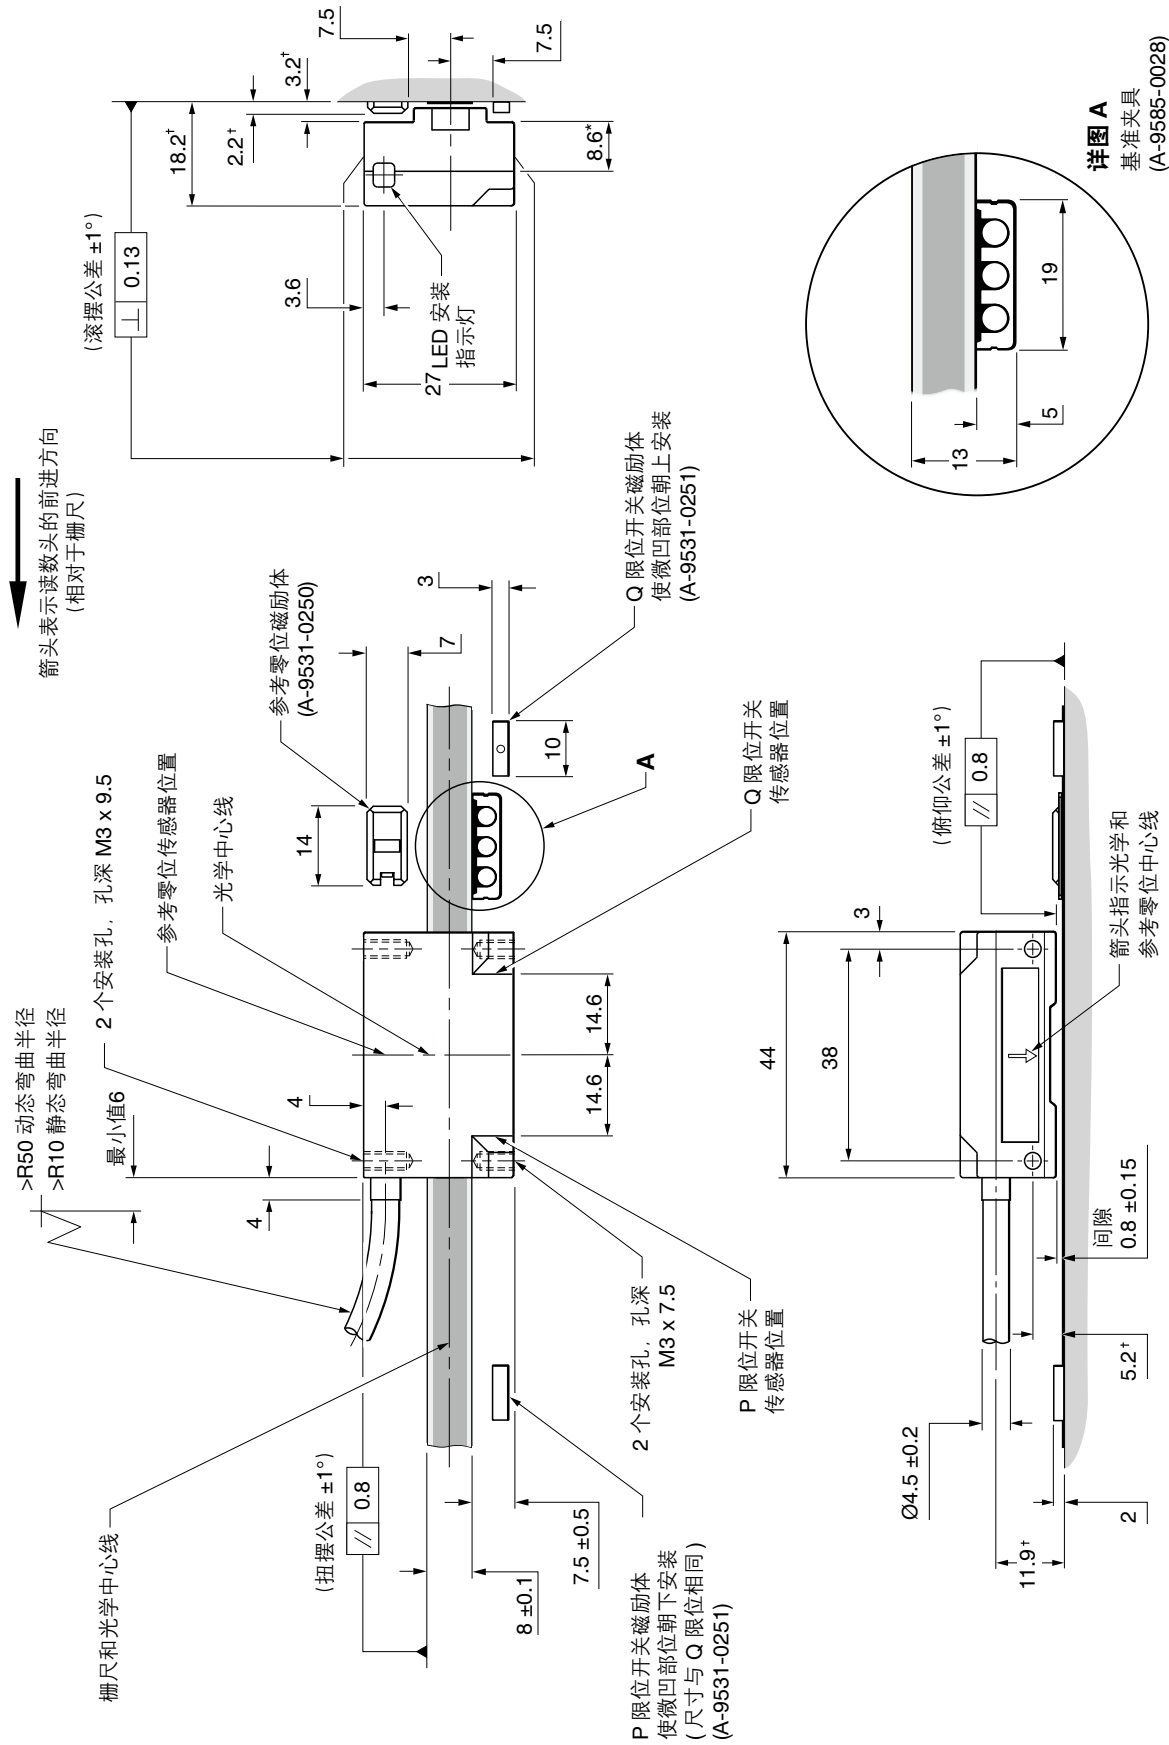 >R50 动态弯曲半径
>R10 静态弯曲半径
最小值6
2 个安装孔，孔深 M3 x 9.5
参考零位传感器位置
光学中心线
箭头表示读数头的前进方向
(相对于栅尺)
参考零位磁励体
(A-9531-0250)
14
7
4
4
栅尺和光学中心线
(扭摆公差 ±1°)
// 0.8
8 ±0.1
7.5 ±0.5
14.6
14.6
3
10
A
Q 限位开关磁励体
使微凹部位朝上安装
(A-9531-0251)
Q 限位开关
传感器位置
P 限位开关
传感器位置
2 个安装孔，孔深
M3 x 7.5
P 限位开关磁励体
使微凹部位朝下安装
( 尺寸与 Q 限位相同 )
(A-9531-0251)
(滚摆公差 ±1°)
⊥ 0.13
18.2†
2.2†
3.2†
7.5
7.5
8.6*
3.6
27
LED 安装
指示灯
44
38
3
(俯仰公差 ±1°)
// 0.8
箭头指示光学和
参考零位中心线
间隙
0.8 ±0.15
5.2†
Ø4.5 ±0.2
2
11.9†
详图 A
基准夹具
(A-9585-0028)
19
5
13